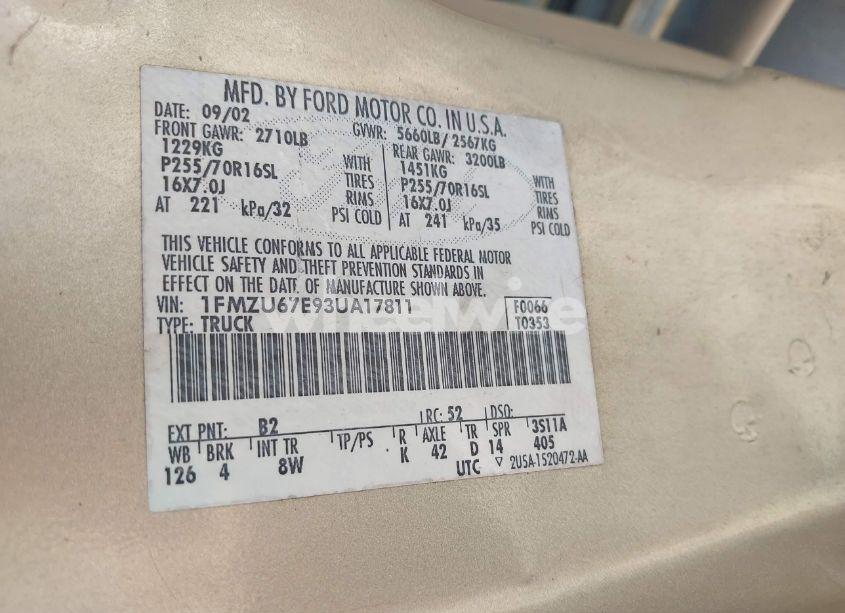 MFD. BY FORD MOTOR CO. IN U.S.A.
DATE: 09/02 GVWR: 5660LB/ 2567KG
FRONT GAWR: 2710LB REAR GAWR: 3200LB
1229KG WITH 1451KG WITH
P255/70R16SL TIRES P255/70R16SL TIRES
16X7.0J RIMS 16X7.0J RIMS
AT 221 kPa/32 PSI COLD AT 241 kPa/35 PSI COLD
THIS VEHICLE CONFORMS TO ALL APPLICABLE FEDERAL MOTOR
VEHICLE SAFETY AND THEFT PREVENTION STANDARDS IN
EFFECT ON THE DATE OF MANUFACTURE SHOWN ABOVE.
VIN: 1FMZU67E93UA17811 F0066
TYPE: TRUCK T0353
wheelwire
EXT PNT: B2 RC: 52 DSO:
WB BRK INT TR TP/PS R AXLE TR SPR 3S11A
126 4 8W K 42 D 14 405
UTC ▽ 2U5A-1520472-AA